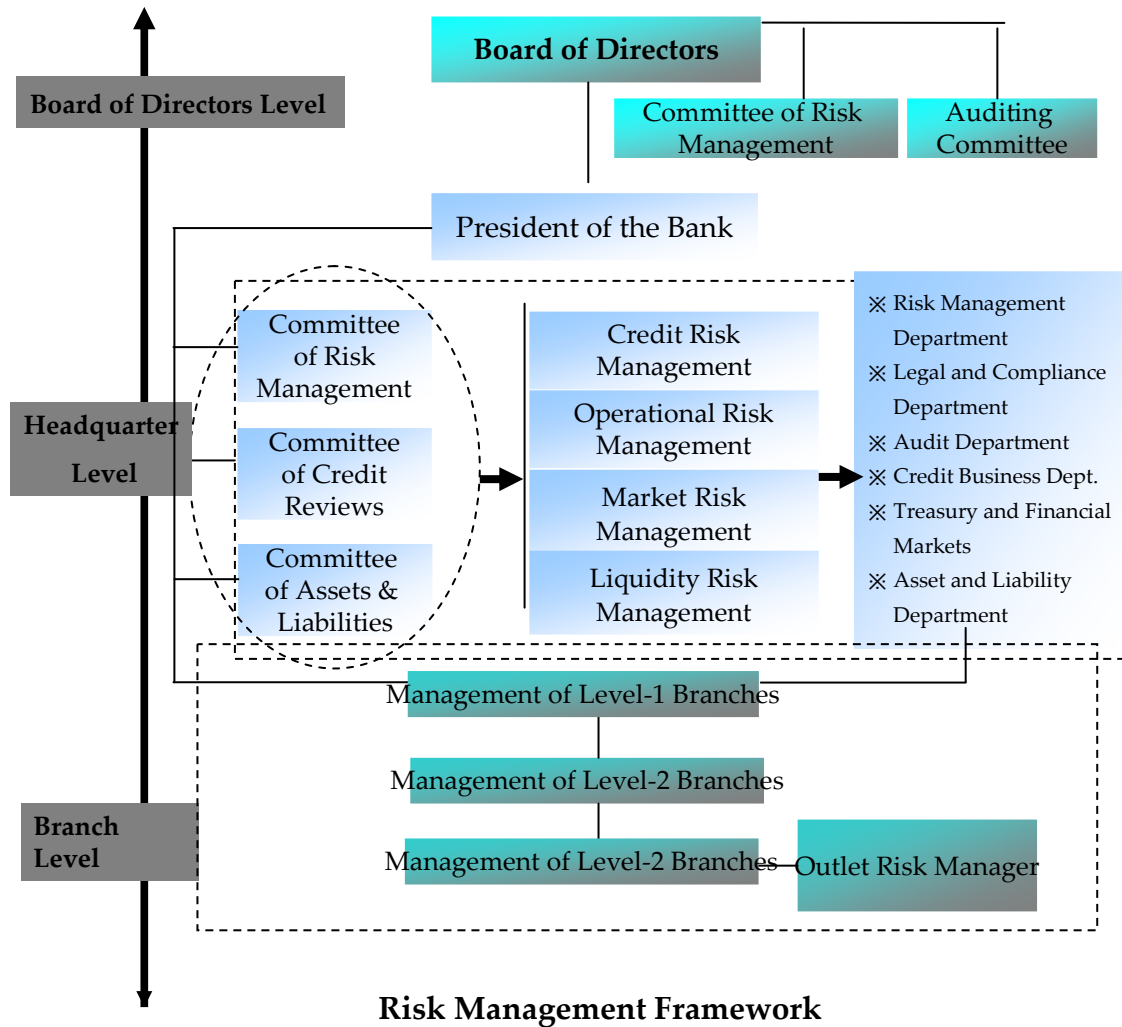 Board of Directors
Board of Directors Level
Committee of Risk
Management
Auditing
Committee
President of the Bank
Headquarter
Level
Committee
of Risk
Management
Committee
of Credit
Reviews
Committee
of Assets &
Liabilities
Credit Risk
Management
Operational Risk
Management
Market Risk
Management
Liquidity Risk
Management
※ Risk Management
Department
※ Legal and Compliance
Department
※ Audit Department
※ Credit Business Dept.
※ Treasury and Financial
Markets
※ Asset and Liability
Department
Management of Level-1 Branches
Management of Level-2 Branches
Branch
Level
Management of Level-2 Branches
Outlet Risk Manager
Risk Management Framework